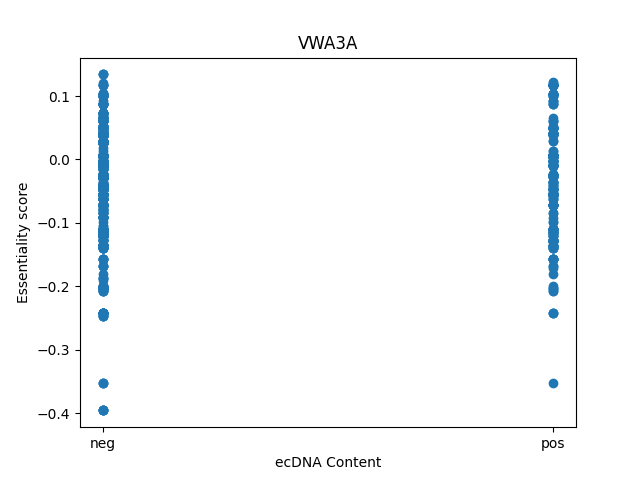 VWA3A
Essentiality score
0.1
0.0
−0.1
−0.2
−0.3
−0.4
neg
pos
ecDNA Content